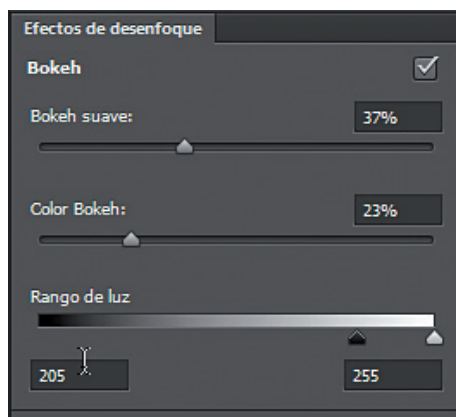 Efectos de desenfoque
Bokeh
Bokeh suave: 37%
Color Bokeh: 23%
Rango de luz
205 255